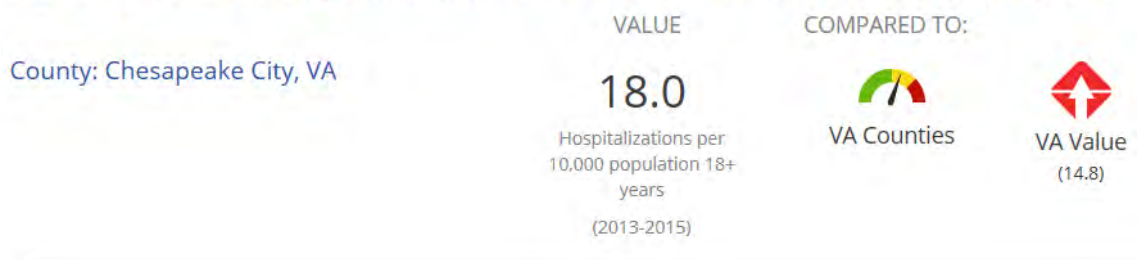 VALUE
COMPARED TO:
County: Chesapeake City, VA
18.0
Hospitalizations per
10,000 population 18+
years
(2013-2015)
VA Counties
VA Value
(14.8)